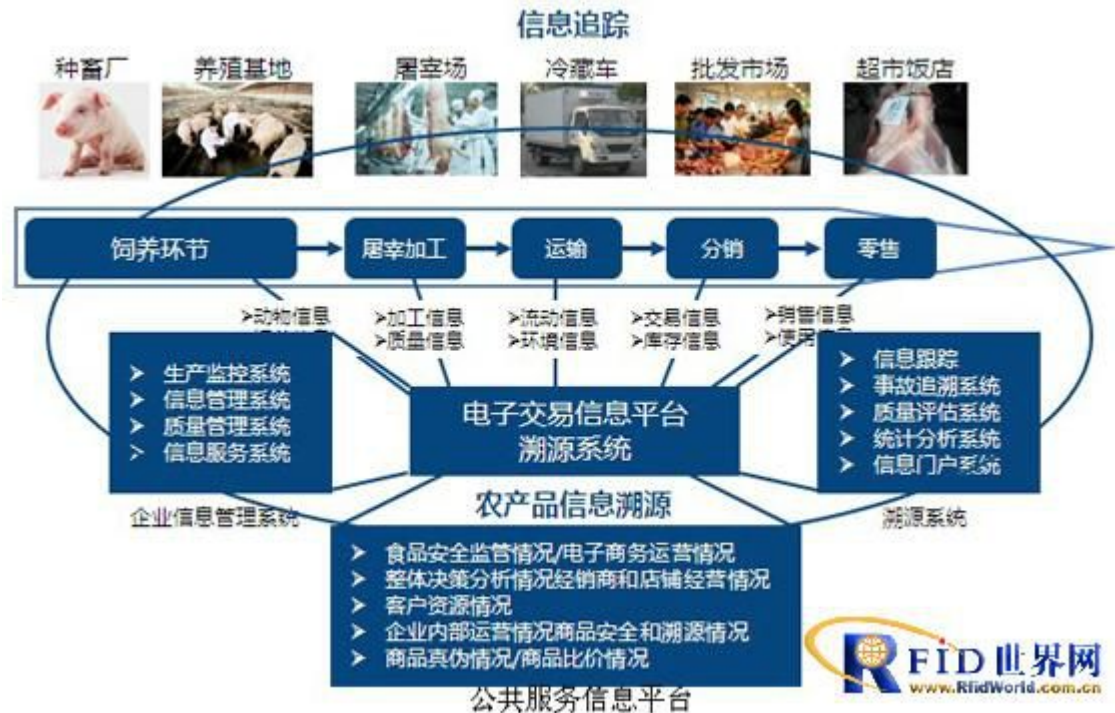 信息追踪
种畜厂
养殖基地
屠宰场
冷藏车
批发市场
超市饭店
饲养环节
屠宰加工
运输
分销
零售
➢动物信息
➢加工信息
➢质量信息
➢流动信息
➢环境信息
➢交易信息
➢库存信息
➢销售信息
➢ 生产监控系统
➢ 信息管理系统
➢ 质量管理系统
➢ 信息服务系统
企业信息管理系统
电子交易信息平台
溯源系统
➢ 信息跟踪
➢ 事故追溯系统
➢ 质量评估系统
➢ 统计分析系统
➢ 信息门户系统
溯源系统
农产品信息溯源
➢ 食品安全监管情况/电子商务运营情况
➢ 整体决策分析情况经销商和店铺经营情况
➢ 客户资源情况
➢ 企业内部运营情况商品安全和溯源情况
➢ 商品真伪情况/商品比价情况
公共服务信息平台
RFID世界网
www.RfidWorld.com.cn